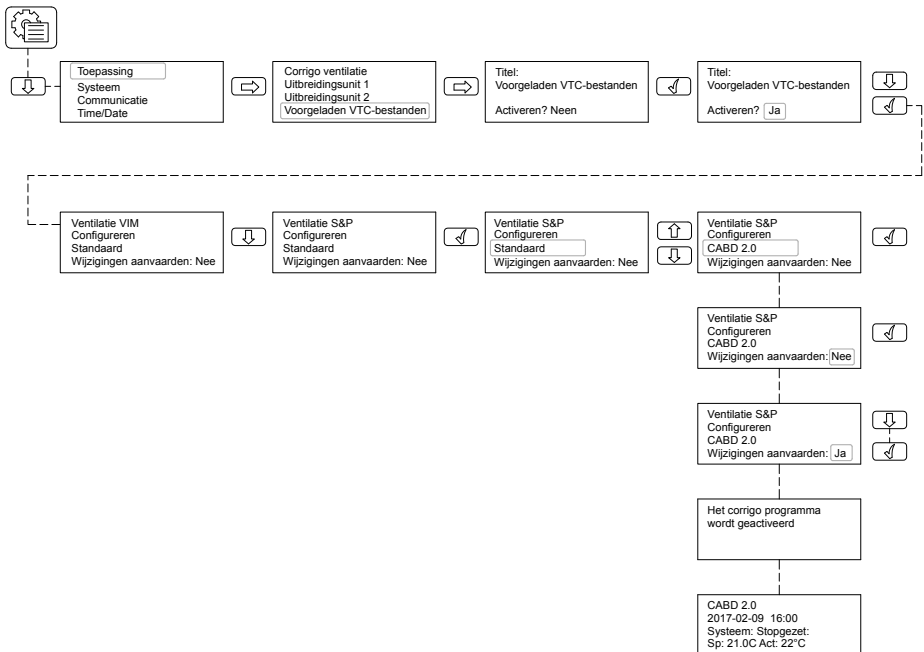 Toepassing
Systeem
Communicatie
Time/Date
Corrigo ventilatie
Uitbreidingsunit 1
Uitbreidingsunit 2
Voorgeladen VTC-bestanden
Titel:
Voorgeladen VTC-bestanden
Activeren? Neen
Titel:
Voorgeladen VTC-bestanden
Activeren? Ja
Ventilatie VIM
Configureren
Standaard
Wijzigingen aanvaarden: Nee
Ventilatie S&P
Configureren
Standaard
Wijzigingen aanvaarden: Nee
Ventilatie S&P
Configureren
Standaard
Wijzigingen aanvaarden: Nee
Ventilatie S&P
Configureren
CABD 2.0
Wijzigingen aanvaarden: Nee
Ventilatie S&P
Configureren
CABD 2.0
Wijzigingen aanvaarden: Nee
Ventilatie S&P
Configureren
CABD 2.0
Wijzigingen aanvaarden: Ja
Het corrigo programma
wordt geactiveerd
CABD 2.0
2017-02-09 16:00
Systeem: Stopgezet:
Sp: 21.0C Act: 22°C